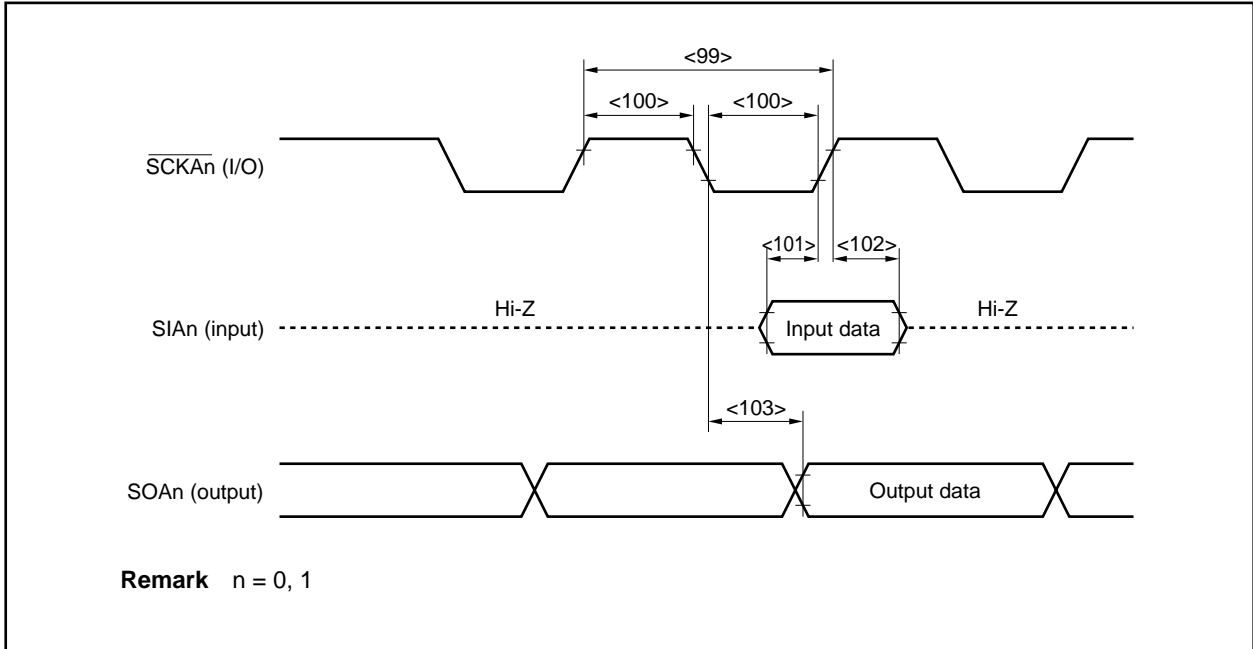 <99>
<100> <100>
SCKAn (I/O)
<101> <102>
Hi-Z Hi-Z
SIAn (input) Input data
<103>
SOAn (output) Output data
Remark n = 0, 1